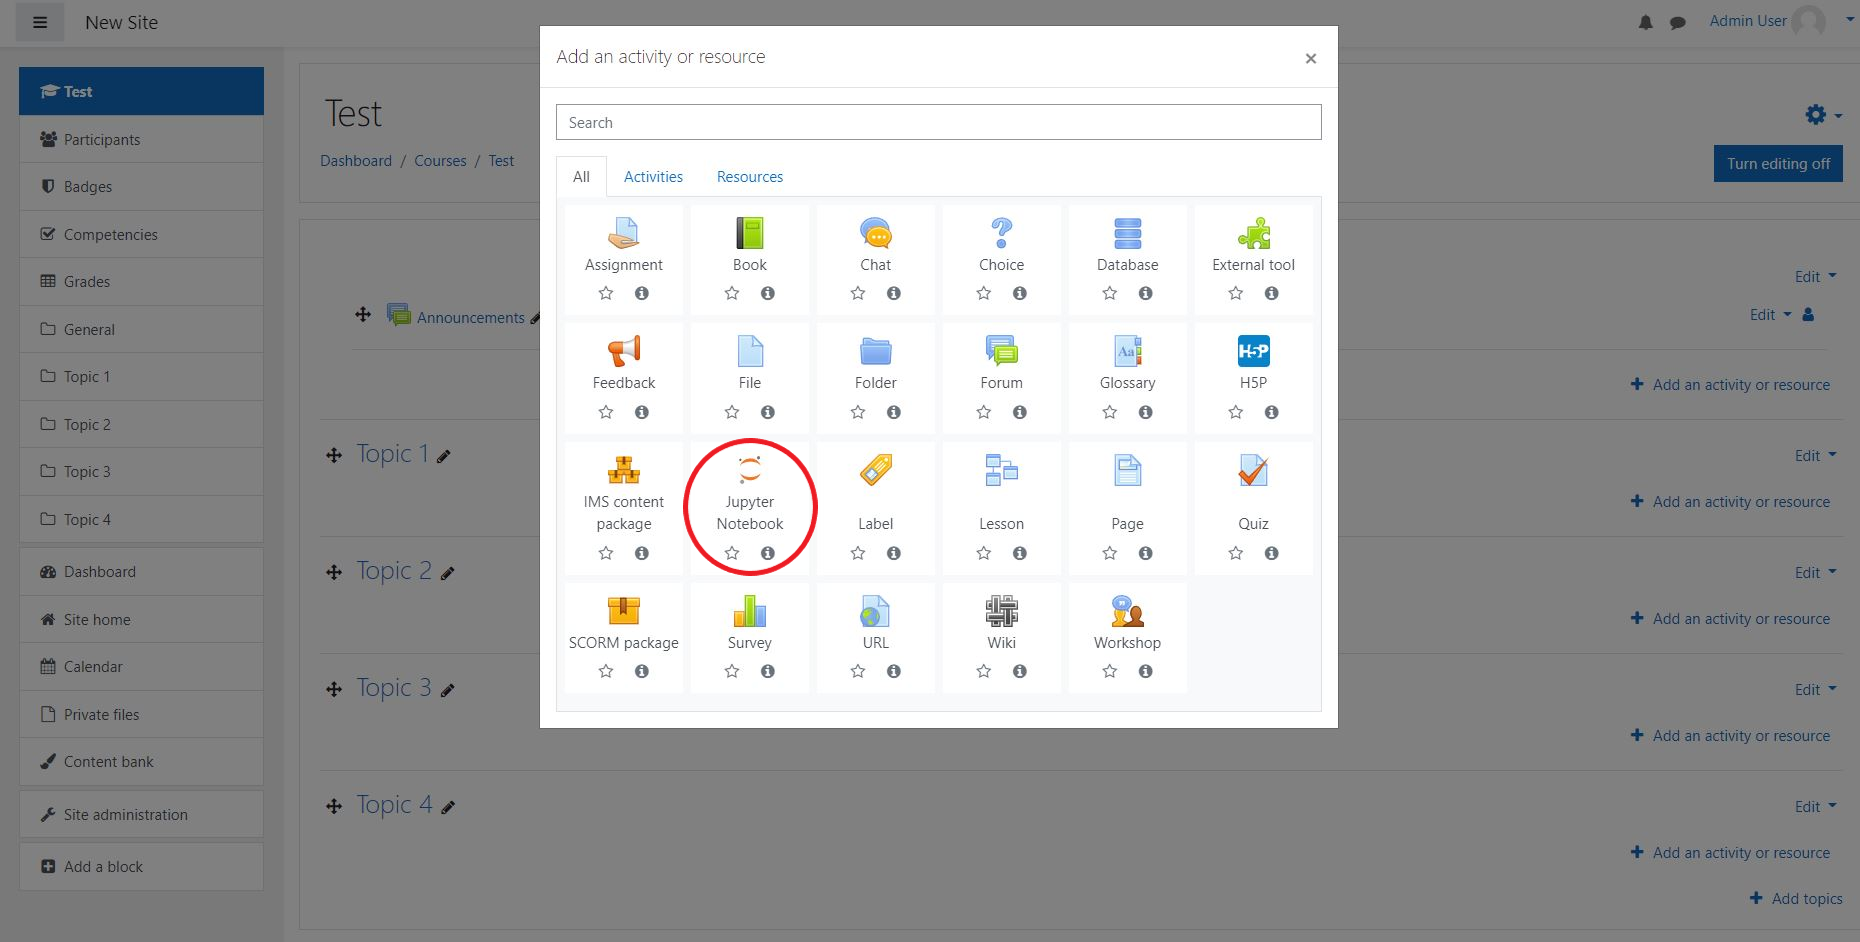 New Site
Admin User
Test
Participants
Badges
Competencies
Grades
General
Topic 1
Topic 2
Topic 3
Topic 4
Dashboard
Site home
Calendar
Private files
Content bank
Site administration
Add a block
Test
Dashboard / Courses / Test
Turn editing off
Edit
Announcements
Edit
Add an activity or resource
Topic 1
Edit
Add an activity or resource
Topic 2
Edit
Add an activity or resource
Topic 3
Edit
Add an activity or resource
Topic 4
Edit
Add an activity or resource
Add topics
Add an activity or resource
Search
All Activities Resources
Assignment
Book
Chat
Choice
Database
External tool
Feedback
File
Folder
Forum
Aa
Glossary
H5P
H5P
IMS content
package
Jupyter
Notebook
Label
Lesson
Page
Quiz
SCORM package
Survey
URL
Wiki
Workshop